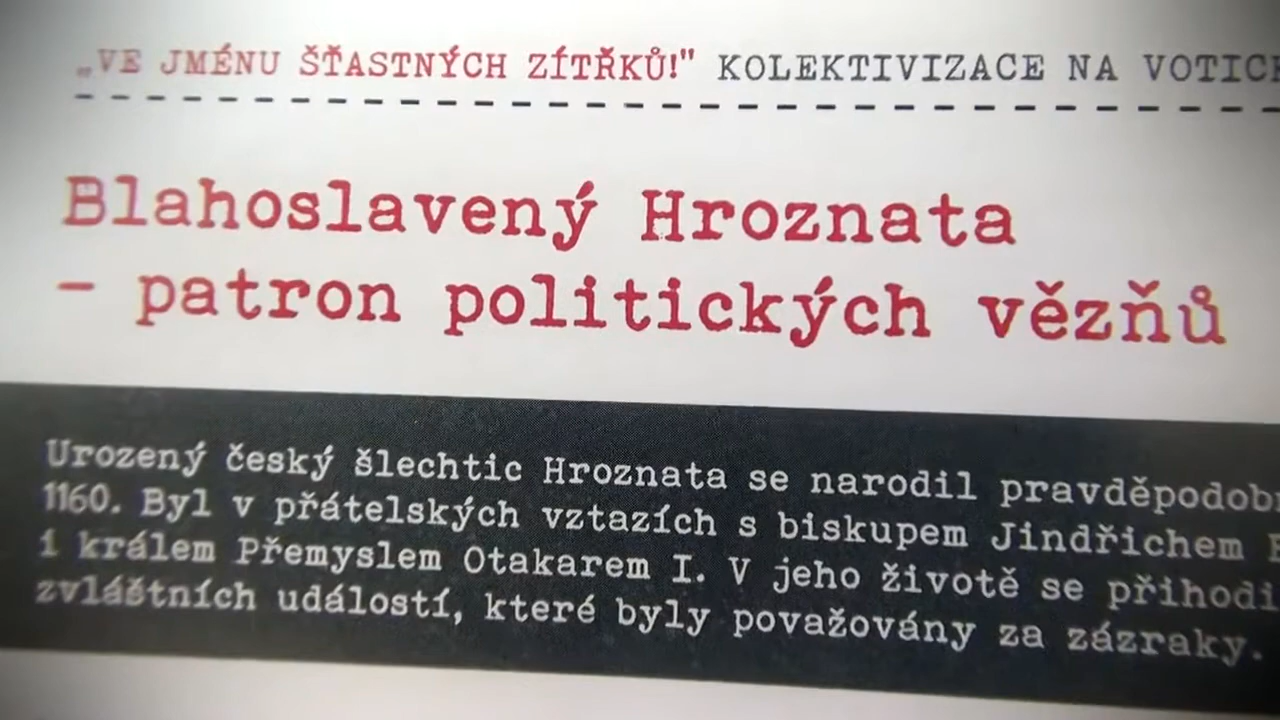 „VE JMÉNU ŠŤASTNÝCH ZÍTŘKŮ!" KOLEKTIVIZACE NA
Blahoslavený Hroznata
– patron politických vězňů
Urozený český šlechtic Hroznata se narodil
1160. Byl v přátelských vztazích s biskupem Jindřichem
i králem Přemyslem Otakarem I. V jeho životě se
zvláštních událostí, které byly považovány za zázraky.